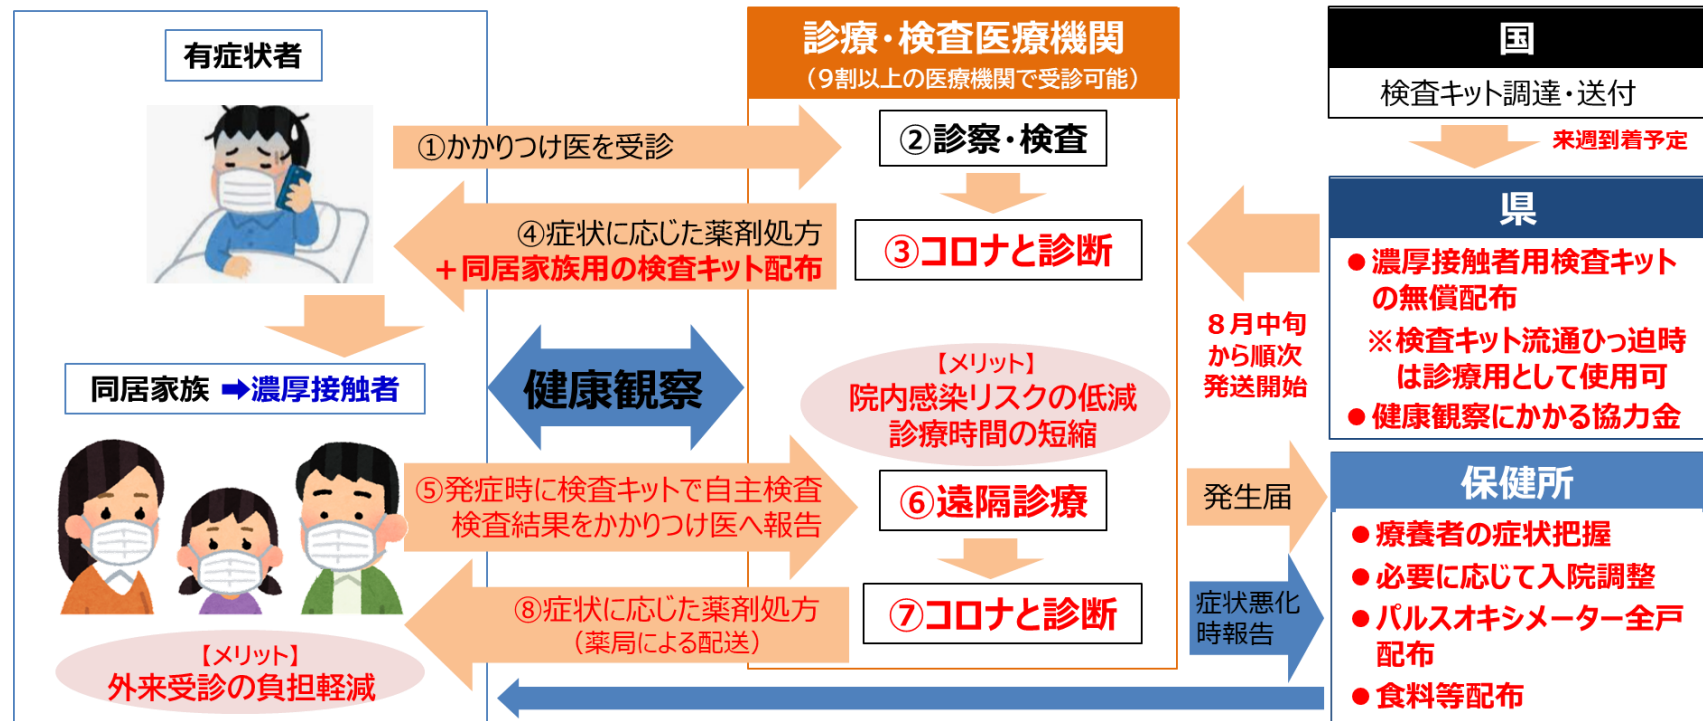 有症状者
①かかりつけ医を受診
④症状に応じた薬剤処方
＋同居家族用の検査キット配布
同居家族 ➡濃厚接触者
健康観察
⑤発症時に検査キットで自主検査
検査結果をかかりつけ医へ報告
⑧症状に応じた薬剤処方
（薬局による配送）
【メリット】
外来受診の負担軽減
診療・検査医療機関
（9割以上の医療機関で受診可能）
②診察・検査
③コロナと診断
【メリット】
院内感染リスクの低減
診療時間の短縮
⑥遠隔診療
⑦コロナと診断
国
検査キット調達・送付
来週到着予定
県
●濃厚接触者用検査キット
の無償配布
※検査キット流通ひっ迫時
は診療用として使用可
●健康観察にかかる協力金
８月中旬
から順次
発送開始
発生届
症状悪化
時報告
保健所
●療養者の症状把握
●必要に応じて入院調整
●パルスオキシメーター全戸
配布
●食料等配布